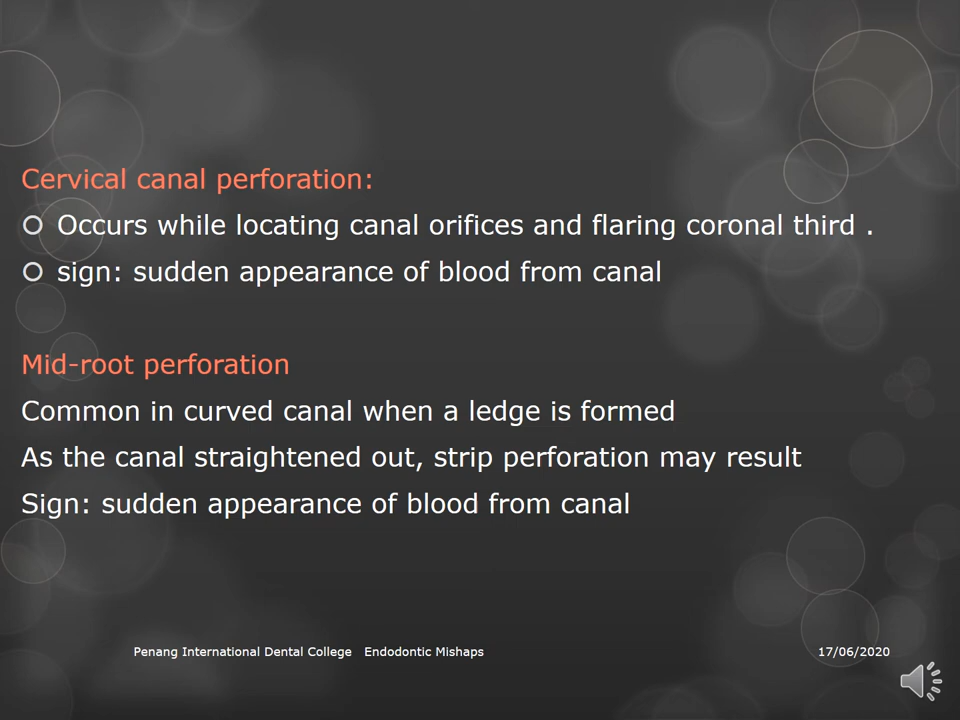 Cervical canal perforation:
Occurs while locating canal orifices and flaring coronal third .
sign: sudden appearance of blood from canal
Mid-root perforation
Common in curved canal when a ledge is formed
As the canal straightened out, strip perforation may result
Sign: sudden appearance of blood from canal
Penang International Dental College   Endodontic Mishaps
17/06/2020